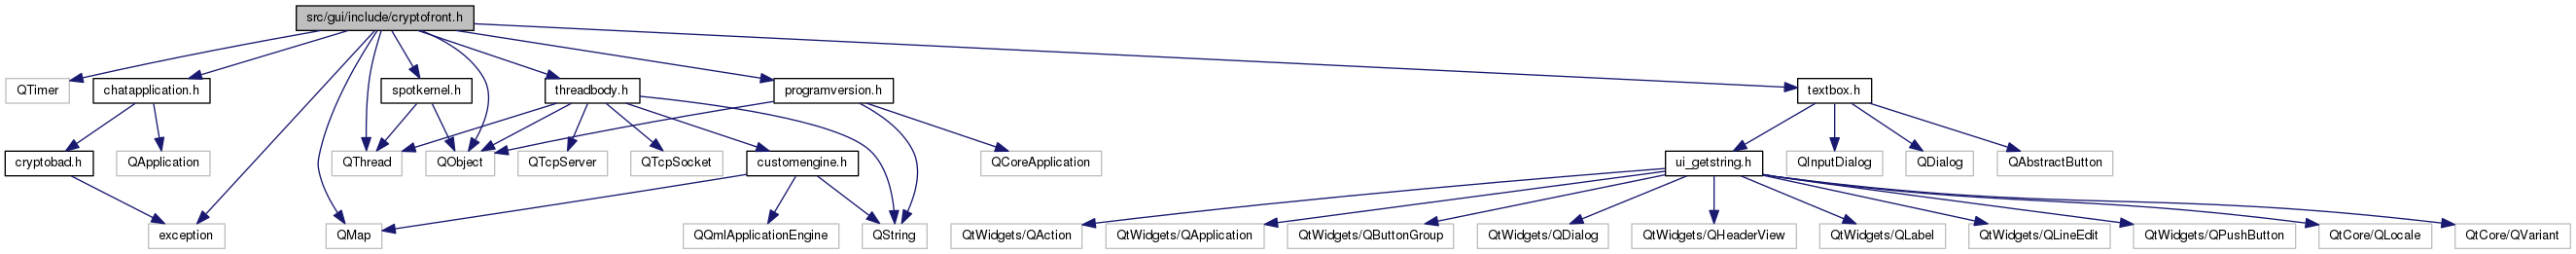 src/gui/include/cryptofront.h
QTimer
chatapplication.h
spotkernel.h
threadbody.h
programversion.h
textbox.h
cryptobad.h
QApplication
QThread
QObject
QTcpServer
QTcpSocket
customengine.h
QCoreApplication
ui_getstring.h
QInputDialog
QDialog
QAbstractButton
exception
QMap
QQmlApplicationEngine
QString
QtWidgets/QAction
QtWidgets/QApplication
QtWidgets/QButtonGroup
QtWidgets/QDialog
QtWidgets/QHeaderView
QtWidgets/QLabel
QtWidgets/QLineEdit
QtWidgets/QPushButton
QtCore/QLocale
QtCore/QVariant